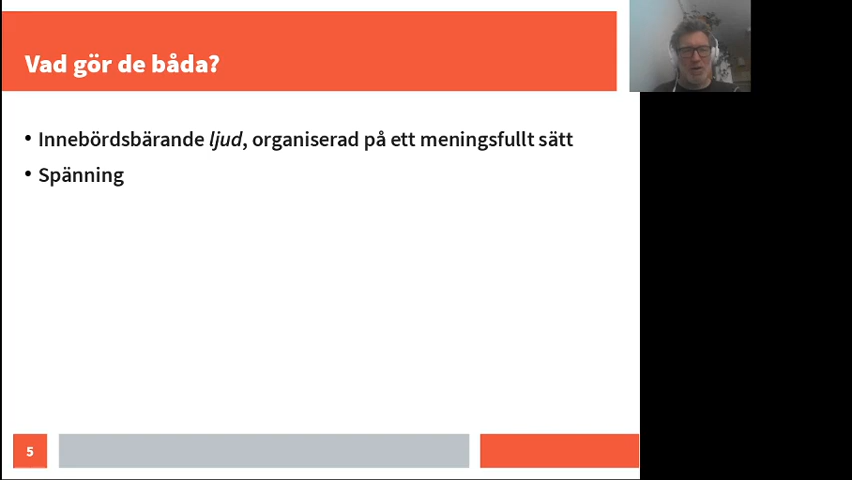 Vad gör de båda?
• Innebördsbärande ljud, organiserad på ett meningsfullt sätt
• Spänning
5